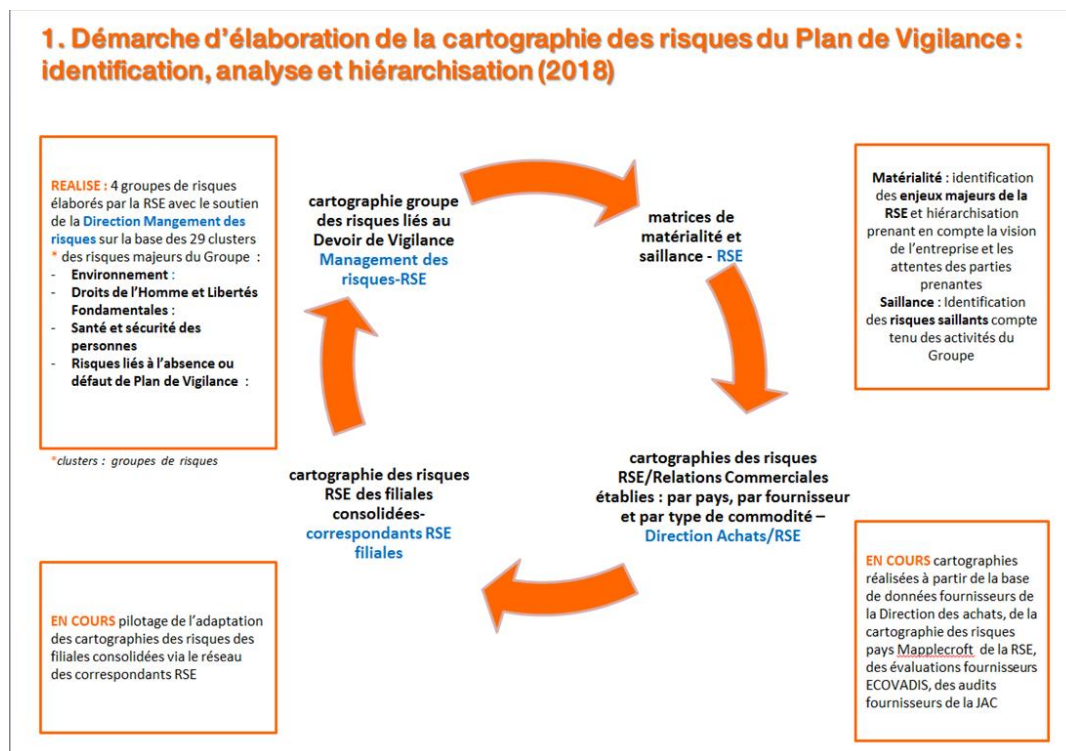 1. Démarche d'élaboration de la cartographie des risques du Plan de Vigilance :
identification, analyse et hiérarchisation (2018)
REALISE : 4 groupes de risques
élaborés par la RSE avec le soutien
de la Direction Mangement des
risques sur la base des 29 clusters
* des risques majeurs du Groupe :
- Environnement :
- Droits de l'Homme et Libertés
Fondamentales :
- Santé et sécurité des
personnes
- Risques liés à l'absence ou
défaut de Plan de Vigilance :
*clusters : groupes de risques
cartographie groupe
des risques liés au
Devoir de Vigilance
Management des
risques-RSE
matrices de
matérialité et
saillance - RSE
Matérialité : identification
des enjeux majeurs de la
RSE et hiérarchisation
prenant en compte la vision
de l'entreprise et les
attentes des parties
prenantes
Saillance : Identification
des risques saillants compte
tenu des activités du
Groupe
cartographie des risques
RSE des filiales
consolidées-
correspondants RSE
filiales
cartographies des risques
RSE/Relations Commerciales
établies : par pays, par fournisseur
et par type de commodité –
Direction Achats/RSE
EN COURS pilotage de l'adaptation
des cartographies des risques des
filiales consolidées via le réseau
des correspondants RSE
EN COURS cartographies
réalisées à partir de la base
de données fournisseurs de
la Direction des achats, de la
cartographie des risques
pays Mapplecroft de la RSE,
des évaluations fournisseurs
ECOVADIS, des audits
fournisseurs de la JAC